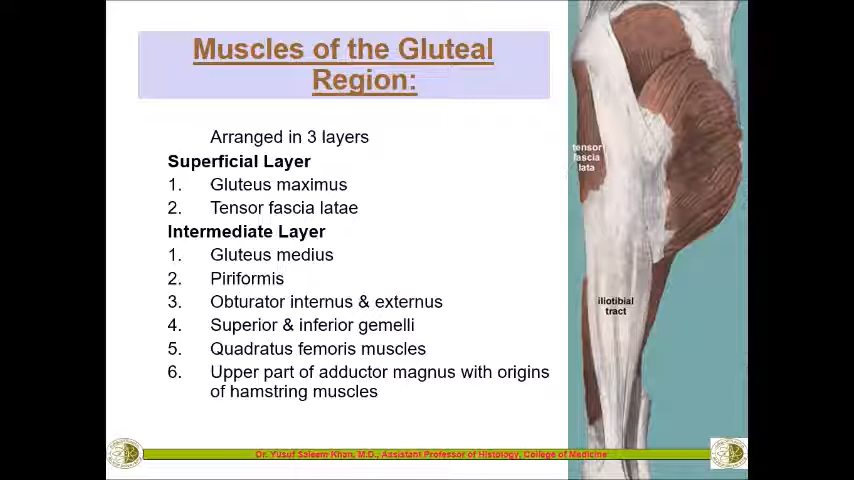 Muscles of the Gluteal
Region:
Arranged in 3 layers
Superficial Layer
1. Gluteus maximus
2. Tensor fascia latae
Intermediate Layer
1. Gluteus medius
2. Piriformis
3. Obturator internus & externus
4. Superior & inferior gemelli
5. Quadratus femoris muscles
6. Upper part of adductor magnus with origins
of hamstring muscles
tensor
fascia
lata
iliotibial
tract
Dr. Yusuf Saleem Khan, M.D., Assistant Professor of Histology, College of Medicine